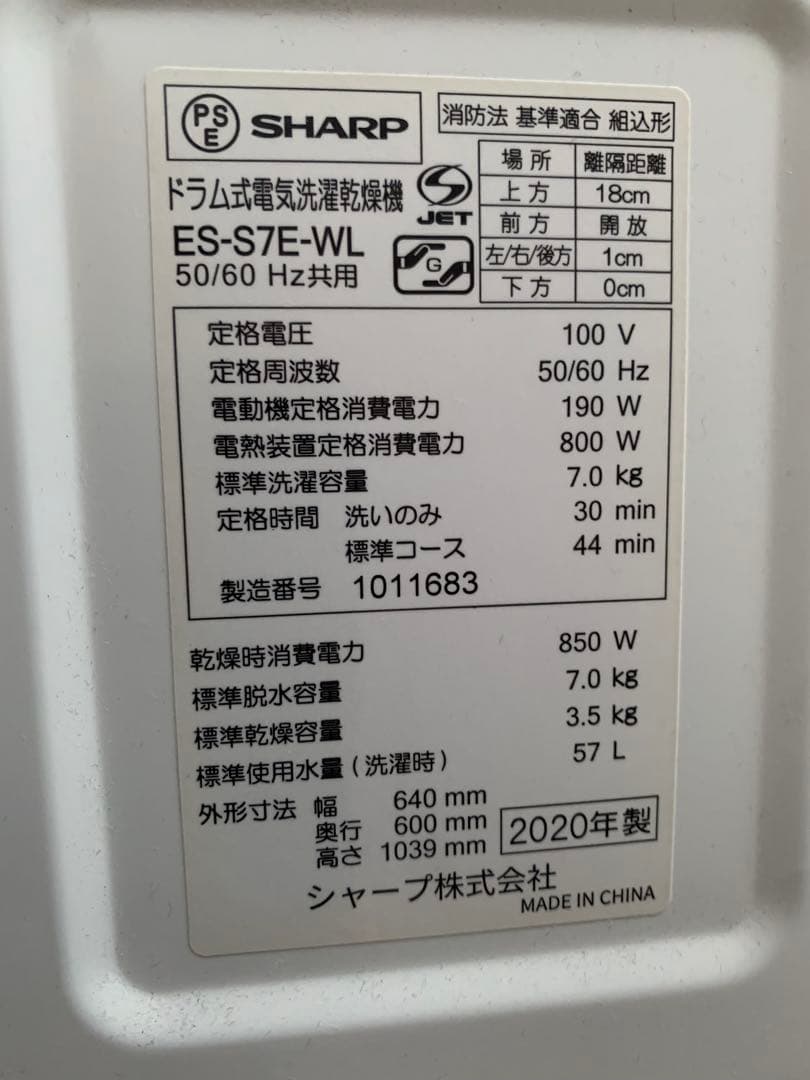 PSE SHARP
消防法 基準適合 組込形
ドラム式電気洗濯乾燥機
ES-S7E-WL
50/60 Hz共用
JET
G
場所 離隔距離
上方 18cm
前方 開放
左/右/後方 1cm
下方 0cm
定格電圧 100 V
定格周波数 50/60 Hz
電動機定格消費電力 190 W
電熱装置定格消費電力 800 W
標準洗濯容量 7.0 kg
定格時間 洗いのみ 30 min
標準コース 44 min
製造番号 1011683
乾燥時消費電力 850 W
標準脱水容量 7.0 kg
標準乾燥容量 3.5 kg
標準使用水量(洗濯時) 57 L
外形寸法 幅 640 mm
奥行 600 mm
高さ 1039 mm
2020年製
シャープ株式会社
MADE IN CHINA